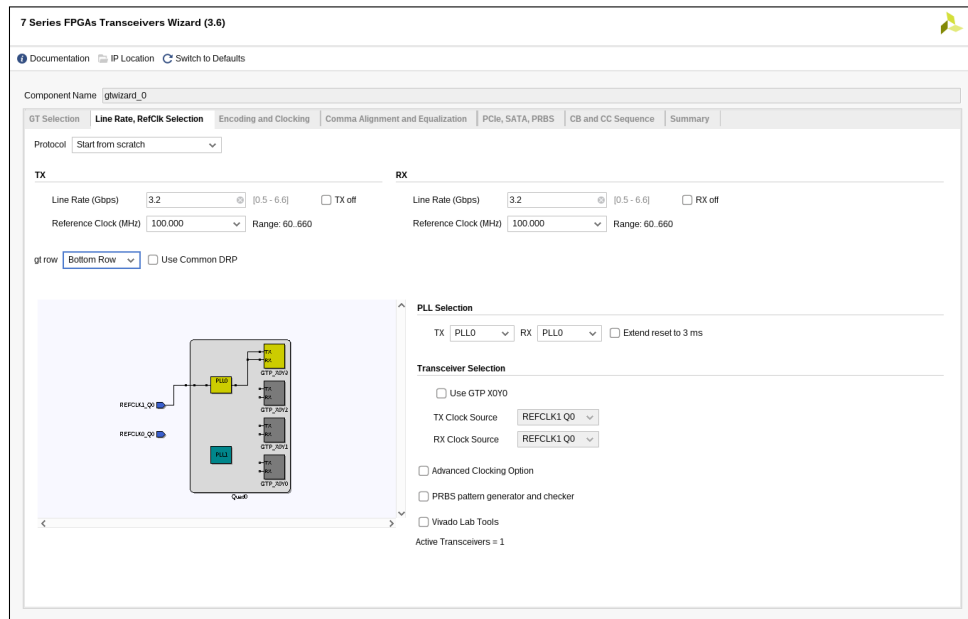 7 Series FPGAs Transceivers Wizard (3.6)
Documentation IP Location Switch to Defaults
Component Name gtwizard_0
GT Selection Line Rate, RefClk Selection Encoding and Clocking Comma Alignment and Equalization PCIe, SATA, PRBS CB and CC Sequence Summary
Protocol Start from scratch
TX
Line Rate (Gbps) 3.2 [0.5 - 6.6] TX off
Reference Clock (MHz) 100.000 Range: 60..660
RX
Line Rate (Gbps) 3.2 [0.5 - 6.6] RX off
Reference Clock (MHz) 100.000 Range: 60..660
gt row Bottom Row Use Common DRP
TX
RX
GTP_X0Y3
PLL0
TX
RX
GTP_X0Y2
REFCLK1_Q0
TX
RX
GTP_X0Y1
REFCLK0_Q0
PLL1
TX
RX
GTP_X0Y0
Quad0
PLL Selection
TX PLL0 RX PLL0 Extend reset to 3 ms
Transceiver Selection
Use GTP X0Y0
TX Clock Source REFCLK1 Q0
RX Clock Source REFCLK1 Q0
Advanced Clocking Option
PRBS pattern generator and checker
Vivado Lab Tools
Active Transceivers = 1